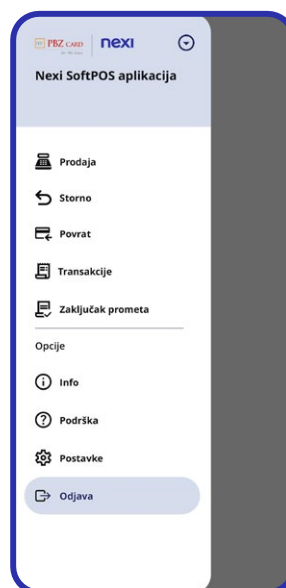 PBZ CARD nexi
Nexi SoftPOS aplikacija
Prodaja
Storno
Povrat
Transakcije
Zaključak prometa
Opcije
Info
Podrška
Postavke
Odjava